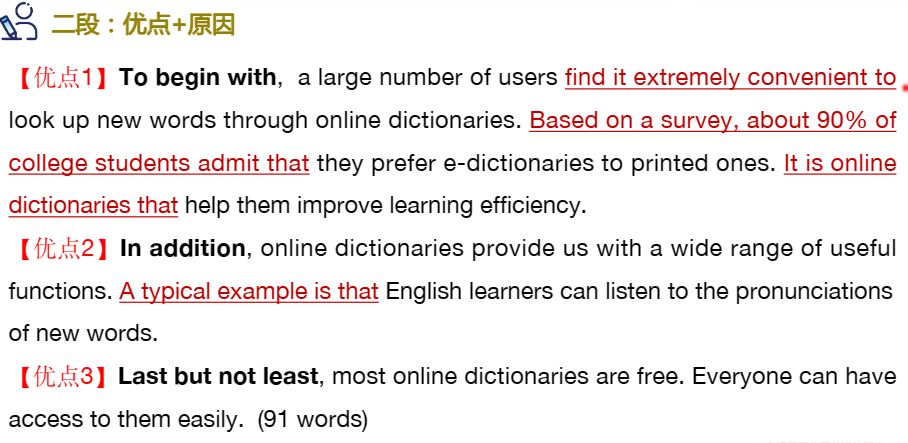 二段：优点+原因
【优点1】To begin with,  a large number of users find it extremely convenient to
look up new words through online dictionaries. Based on a survey, about 90% of
college students admit that they prefer e-dictionaries to printed ones. It is online
dictionaries that help them improve learning efficiency.
【优点2】In addition, online dictionaries provide us with a wide range of useful
functions. A typical example is that English learners can listen to the pronunciations
of new words.
【优点3】Last but not least, most online dictionaries are free. Everyone can have
access to them easily.  (91 words)